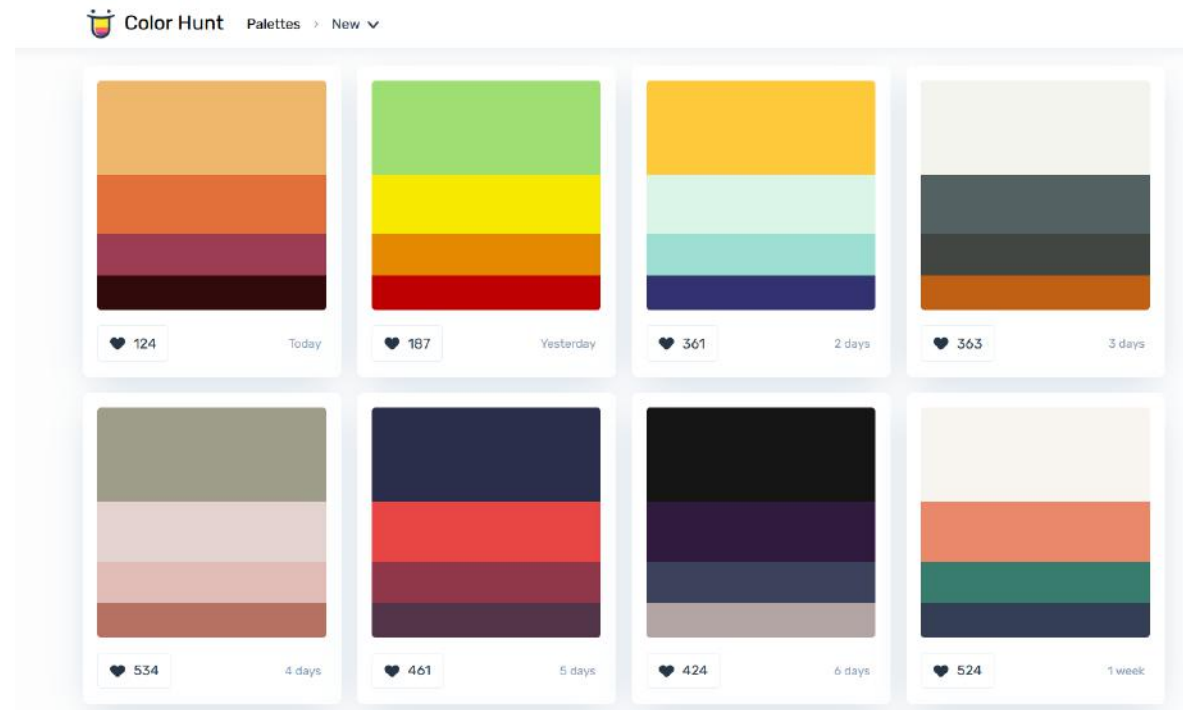 Color Hunt Palettes > New
124 Today
187 Yesterday
361 2 days
363 3 days
534 4 days
461 5 days
424 6 days
524 1 week